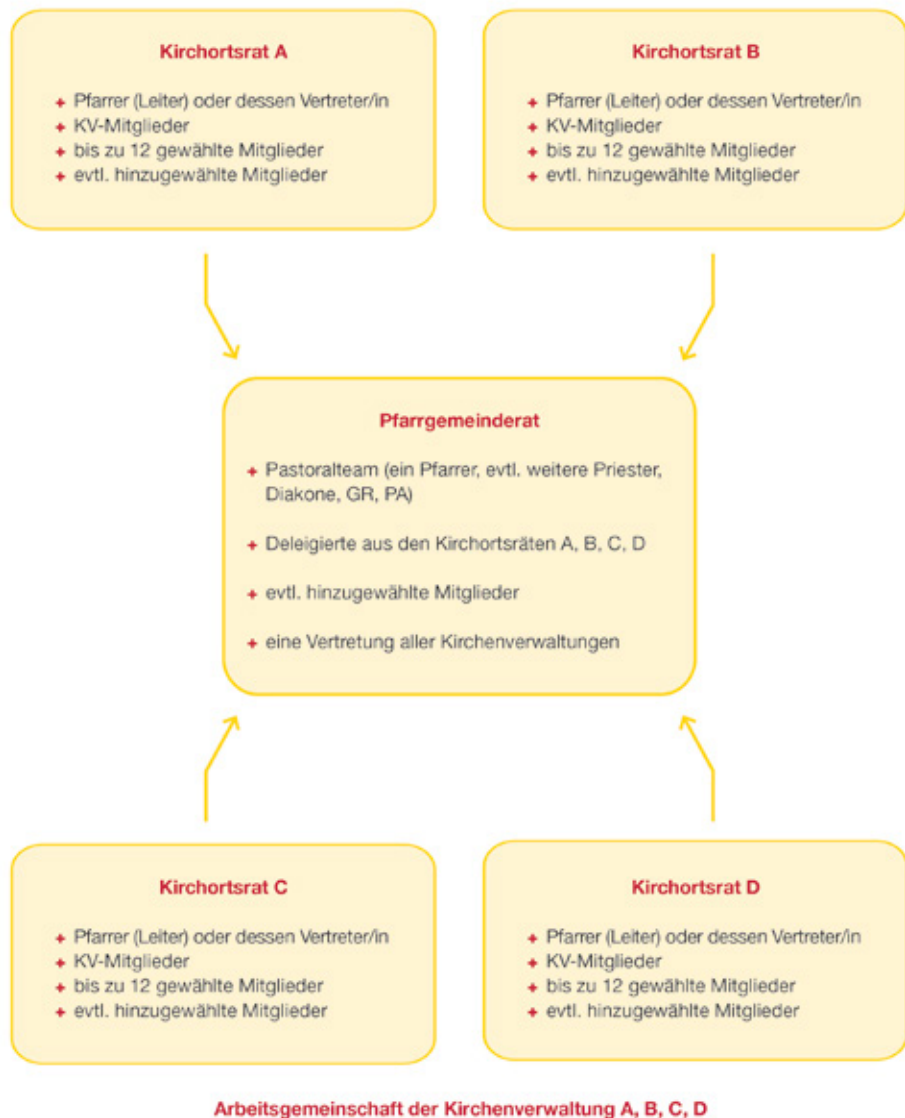 Kirchortsrat A
+ Pfarrer (Leiter) oder dessen Vertreter/in
+ KV-Mitglieder
+ bis zu 12 gewählte Mitglieder
+ evtl. hinzugewählte Mitglieder
Kirchortsrat B
+ Pfarrer (Leiter) oder dessen Vertreter/in
+ KV-Mitglieder
+ bis zu 12 gewählte Mitglieder
+ evtl. hinzugewählte Mitglieder
Pfarrgemeinderat
+ Pastoralteam (ein Pfarrer, evtl. weitere Priester,
Diakone, GR, PA)
+ Deleigierte aus den Kirchortsräten A, B, C, D
+ evtl. hinzugewählte Mitglieder
+ eine Vertretung aller Kirchenverwaltungen
Kirchortsrat C
+ Pfarrer (Leiter) oder dessen Vertreter/in
+ KV-Mitglieder
+ bis zu 12 gewählte Mitglieder
+ evtl. hinzugewählte Mitglieder
Kirchortsrat D
+ Pfarrer (Leiter) oder dessen Vertreter/in
+ KV-Mitglieder
+ bis zu 12 gewählte Mitglieder
+ evtl. hinzugewählte Mitglieder
Arbeitsgemeinschaft der Kirchenverwaltung A, B, C, D